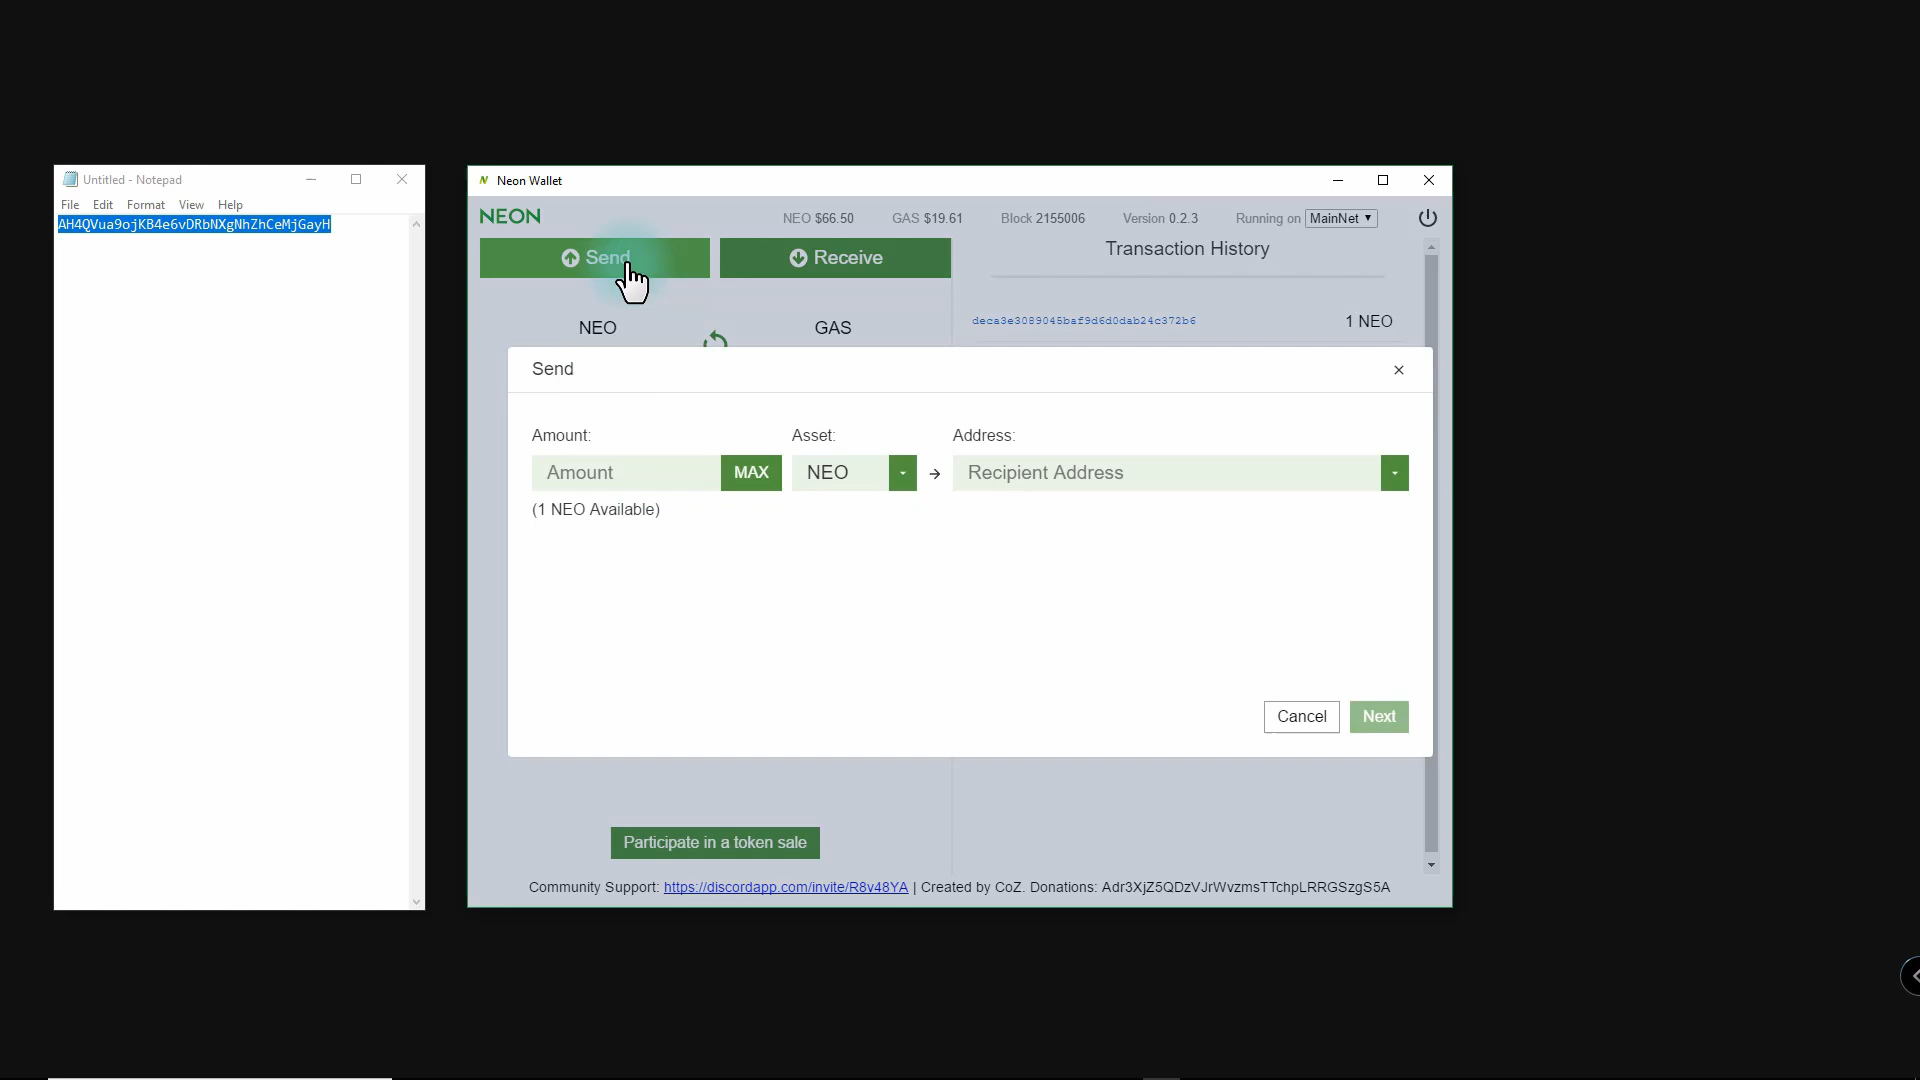 Untitled - Notepad
File Edit Format View Help
AH4QVua9ojKB4e6vDRbNXgNhZhCeMjGayH
Neon Wallet
NEON
NEO $66.50 GAS $19.61 Block 2155006 Version 0.2.3 Running on MainNet
Send Receive
Transaction History
NEO GAS
deca3e3089045baf9d6d0dab24c372b6 1 NEO
Send
Amount: Asset: Address:
Amount MAX NEO Recipient Address
(1 NEO Available)
Cancel Next
Participate in a token sale
Community Support: https://discordapp.com/invite/R8v48YA | Created by CoZ. Donations: Adr3XjZ5QDzVJrWvzmsTTchpLRRGSzgS5A